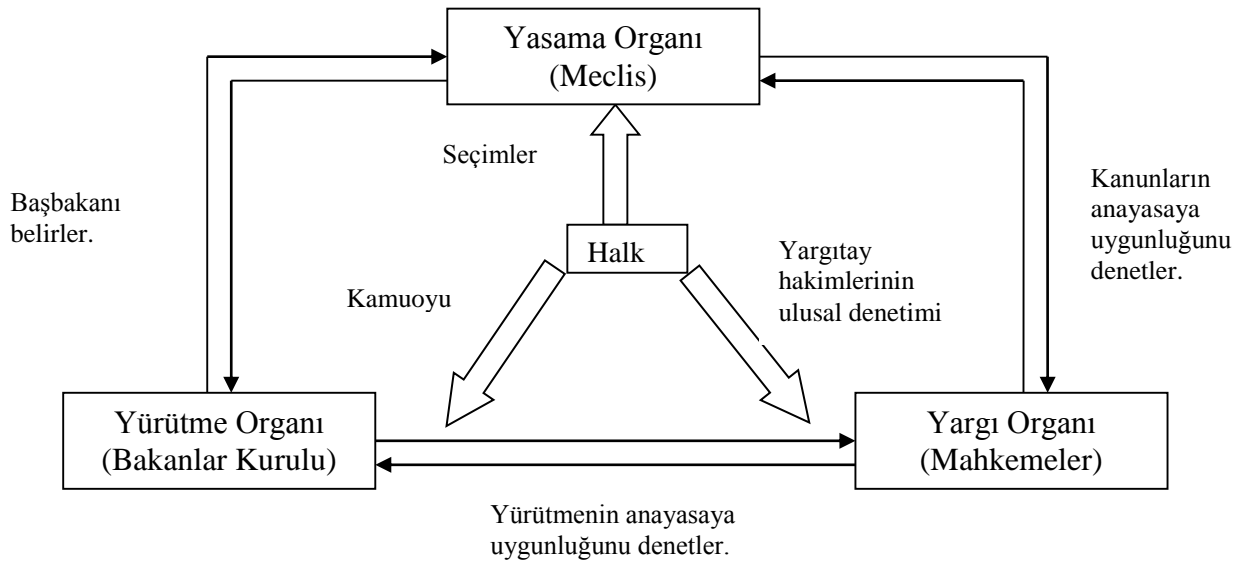 Yasama Organı
(Meclis)
Seçimler
Başbakanı
belirler.
Kanunların
anayasaya
uygunluğunu
denetler.
Halk
Kamuoyu
Yargıtay
hakimlerinin
ulusal denetimi
Yürütme Organı
(Bakanlar Kurulu)
Yargı Organı
(Mahkemeler)
Yürütmenin anayasaya
uygunluğunu denetler.